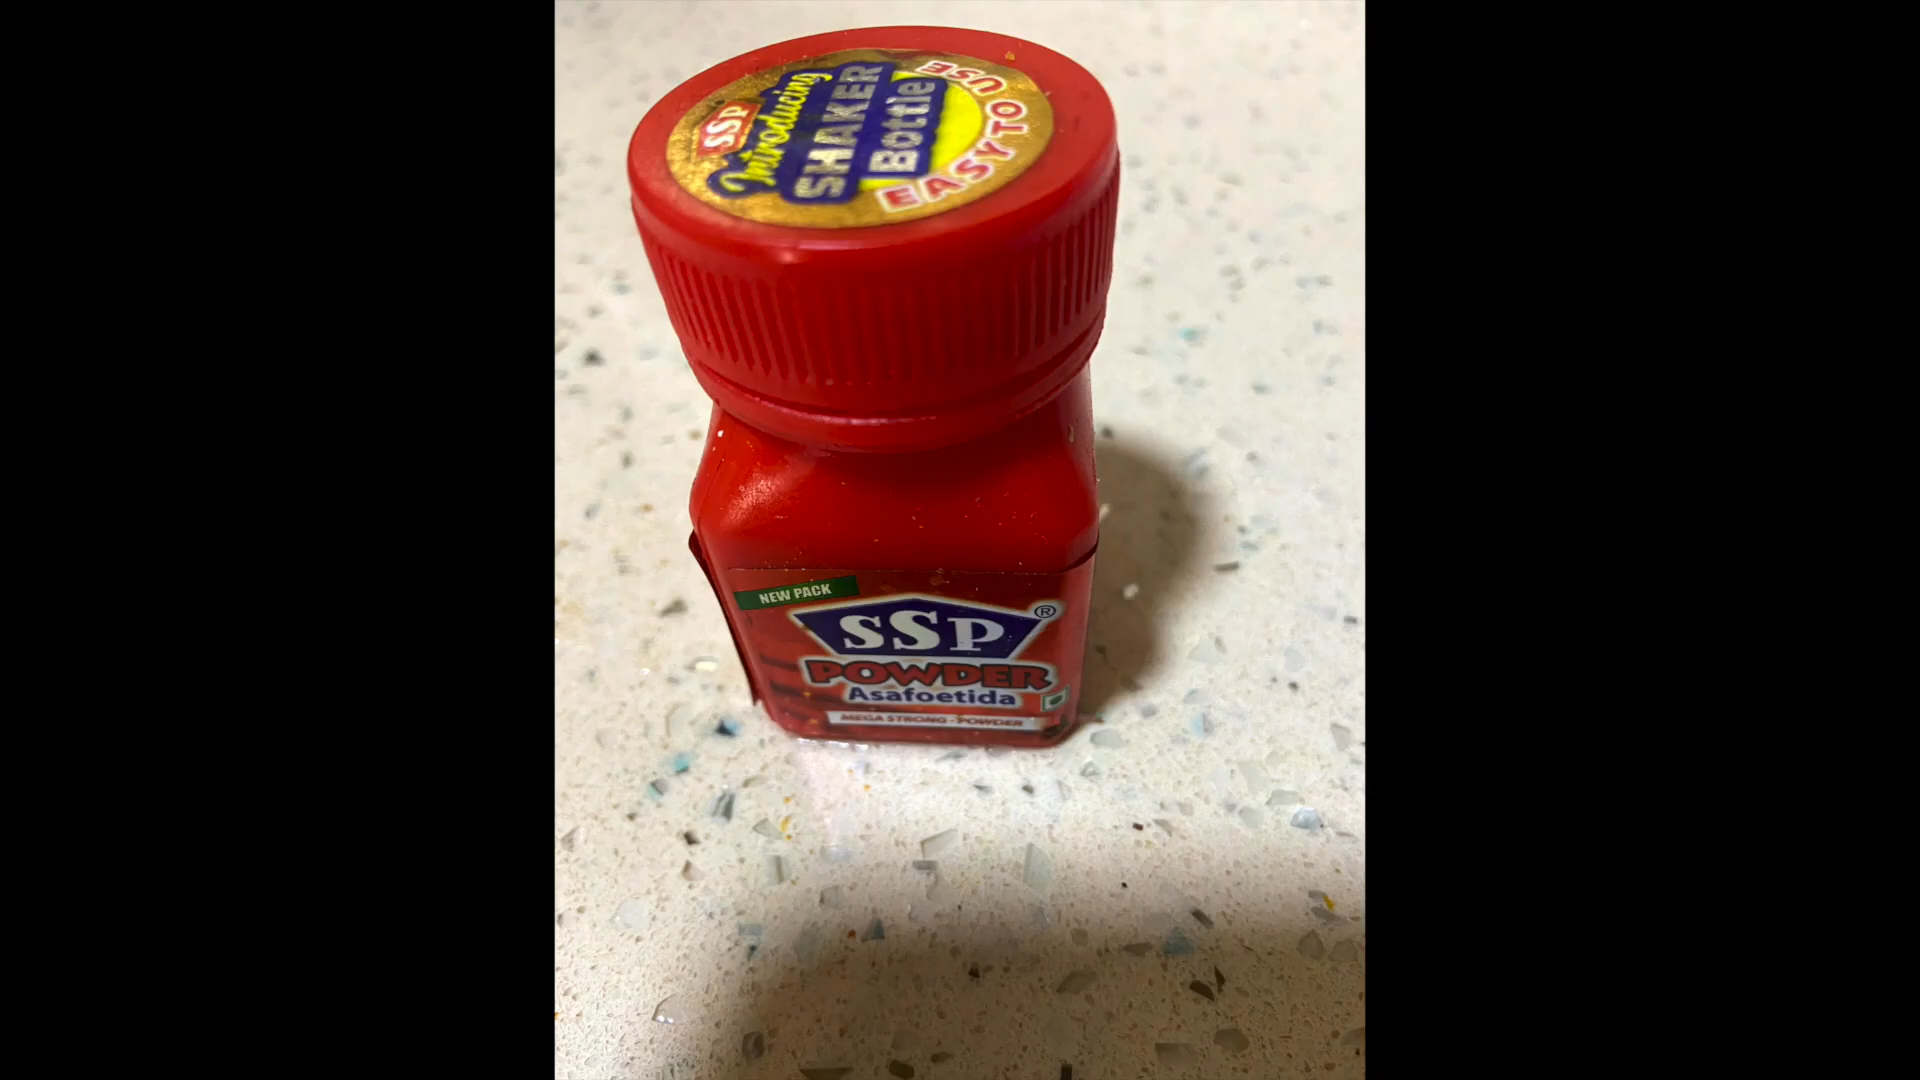 SSP
Introducing
SHAKER
Bottle
EASY TO USE
NEW PACK
SSP®
POWDER
Asafoetida
MEGA STRONG - POWDER